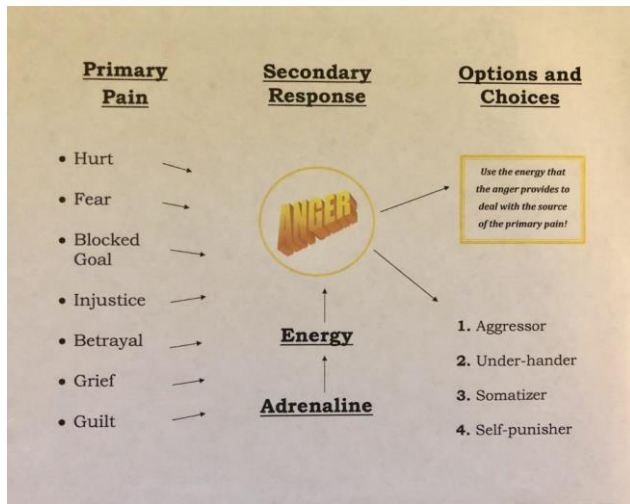 Primary
Pain
Secondary
Response
Options and
Choices
• Hurt
• Fear
• Blocked
Goal
• Injustice
• Betrayal
• Grief
• Guilt
ANGER
Energy
Adrenaline
Use the energy that
the anger provides to
deal with the source
of the primary pain!
1. Aggressor
2. Under-hander
3. Somatizer
4. Self-punisher